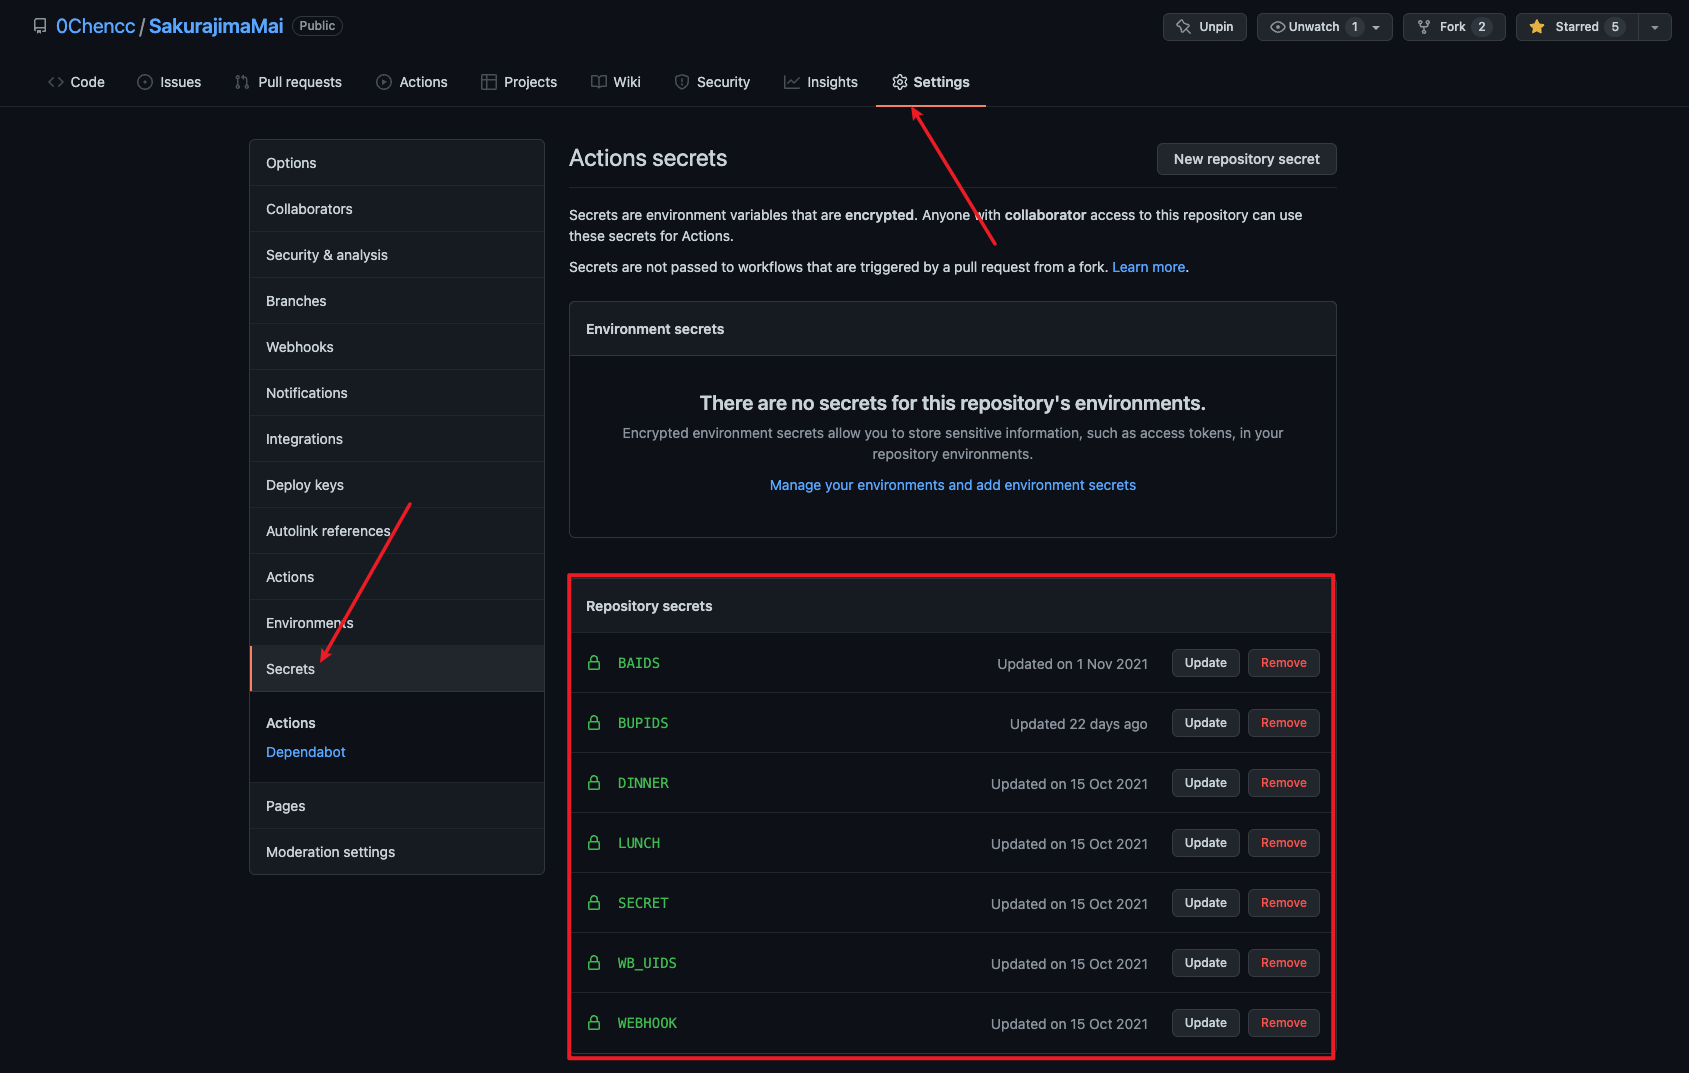 0Chencc / SakurajimaMai Public
Unpin
Unwatch 1
Fork 2
Starred 5
Code
Issues
Pull requests
Actions
Projects
Wiki
Security
Insights
Settings
Options
Collaborators
Security & analysis
Branches
Webhooks
Notifications
Integrations
Deploy keys
Autolink references
Actions
Environments
Secrets
Actions
Dependabot
Pages
Moderation settings
Actions secrets
New repository secret
Secrets are environment variables that are encrypted. Anyone with collaborator access to this repository can use
these secrets for Actions.
Secrets are not passed to workflows that are triggered by a pull request from a fork. Learn more.
Environment secrets
There are no secrets for this repository's environments.
Encrypted environment secrets allow you to store sensitive information, such as access tokens, in your
repository environments.
Manage your environments and add environment secrets
Repository secrets
BAIDS Updated on 1 Nov 2021 Update Remove
BUPIDS Updated 22 days ago Update Remove
DINNER Updated on 15 Oct 2021 Update Remove
LUNCH Updated on 15 Oct 2021 Update Remove
SECRET Updated on 15 Oct 2021 Update Remove
WB_UIDS Updated on 15 Oct 2021 Update Remove
WEBHOOK Updated on 15 Oct 2021 Update Remove